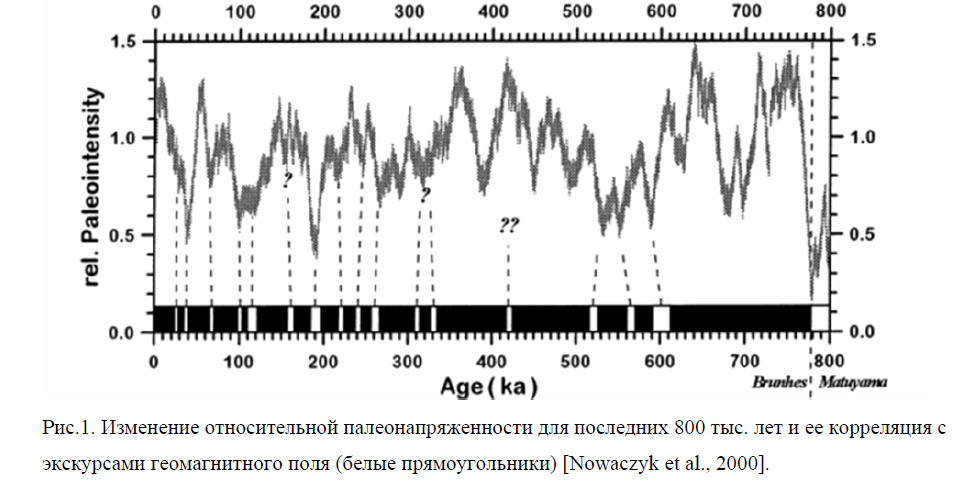 0 100 200 300 400 500 600 700 800
1.5 1.5
1.0 1.0
0.5 0.5
0.0 0.0
rel. Paleointensity
?
?
??
0 100 200 300 400 500 600 700 800
Age ( ka )
Brunhes Matuyama
Рис.1. Изменение относительной палеонапряженности для последних 800 тыс. лет и ее корреляция с
экскурсами геомагнитного поля (белые прямоугольники) [Nowaczyk et al., 2000].